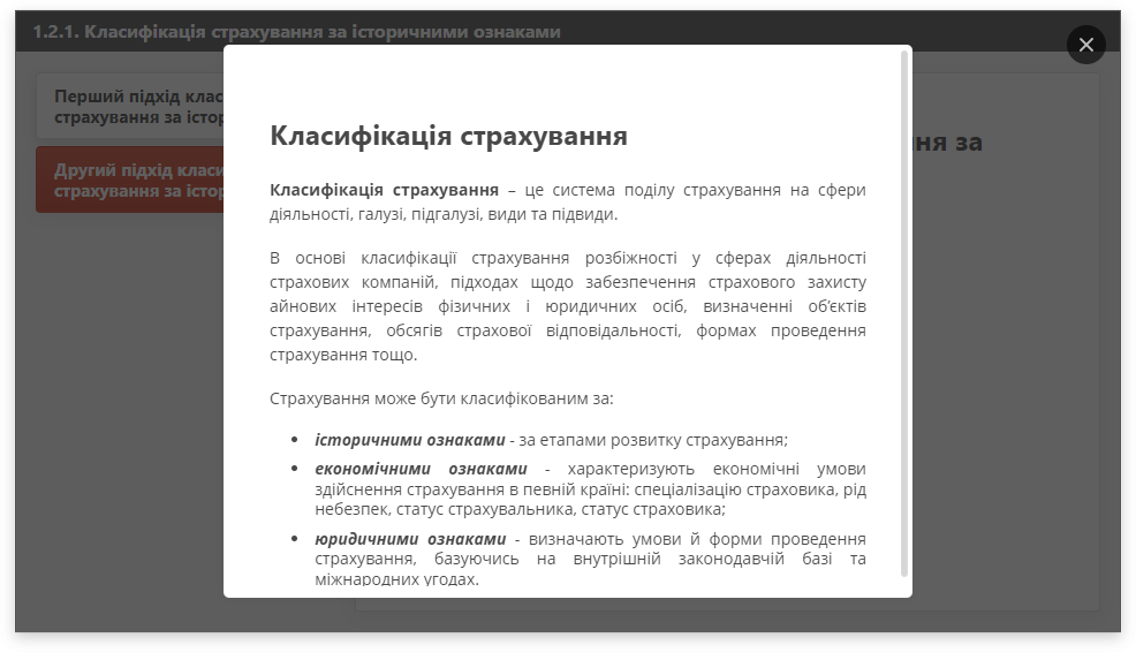 1.2.1. Класифікація страхування за історичними ознаками
Перший підхід клас
страхування за істор
Другий підхід класи
страхування за істор
ня за
Класифікація страхування
Класифікація страхування – це система поділу страхування на сфери
діяльності, галузі, підгалузі, види та підвиди.
В основі класифікації страхування розбіжності у сферах діяльності
страхових компаній, підходах щодо забезпечення страхового захисту
айнових інтересів фізичних і юридичних осіб, визначенні об’єктів
страхування, обсягів страхової відповідальності, формах проведення
страхування тощо.
Страхування може бути класифікованим за:
• історичними ознаками - за етапами розвитку страхування;
• економічними ознаками - характеризують економічні умови
здійснення страхування в певній країні: спеціалізацію страховика, рід
небезпек, статус страхувальника, статус страховика;
• юридичними ознаками - визначають умови й форми проведення
страхування, базуючись на внутрішній законодавчій базі та
міжнародних угодах.